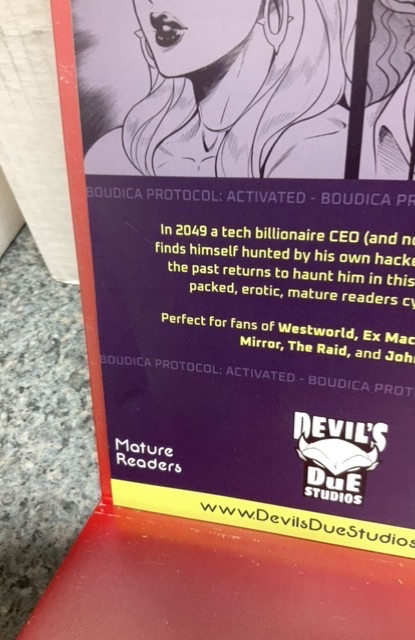 BOUDICA PROTOCOL: ACTIVATED - BOUDICA PR
In 2049 a tech billionaire CEO (and no
finds himself hunted by his own hacke
the past returns to haunt him in this
packed, erotic, mature readers cy
Perfect for fans of Westworld, Ex Mac
Mirror, The Raid, and John
BOUDICA PROTOCOL: ACTIVATED - BOUDICA PROT
Mature
Readers
DEVIL'S
DUE
STUDIOS
www.DevilsDueStudios